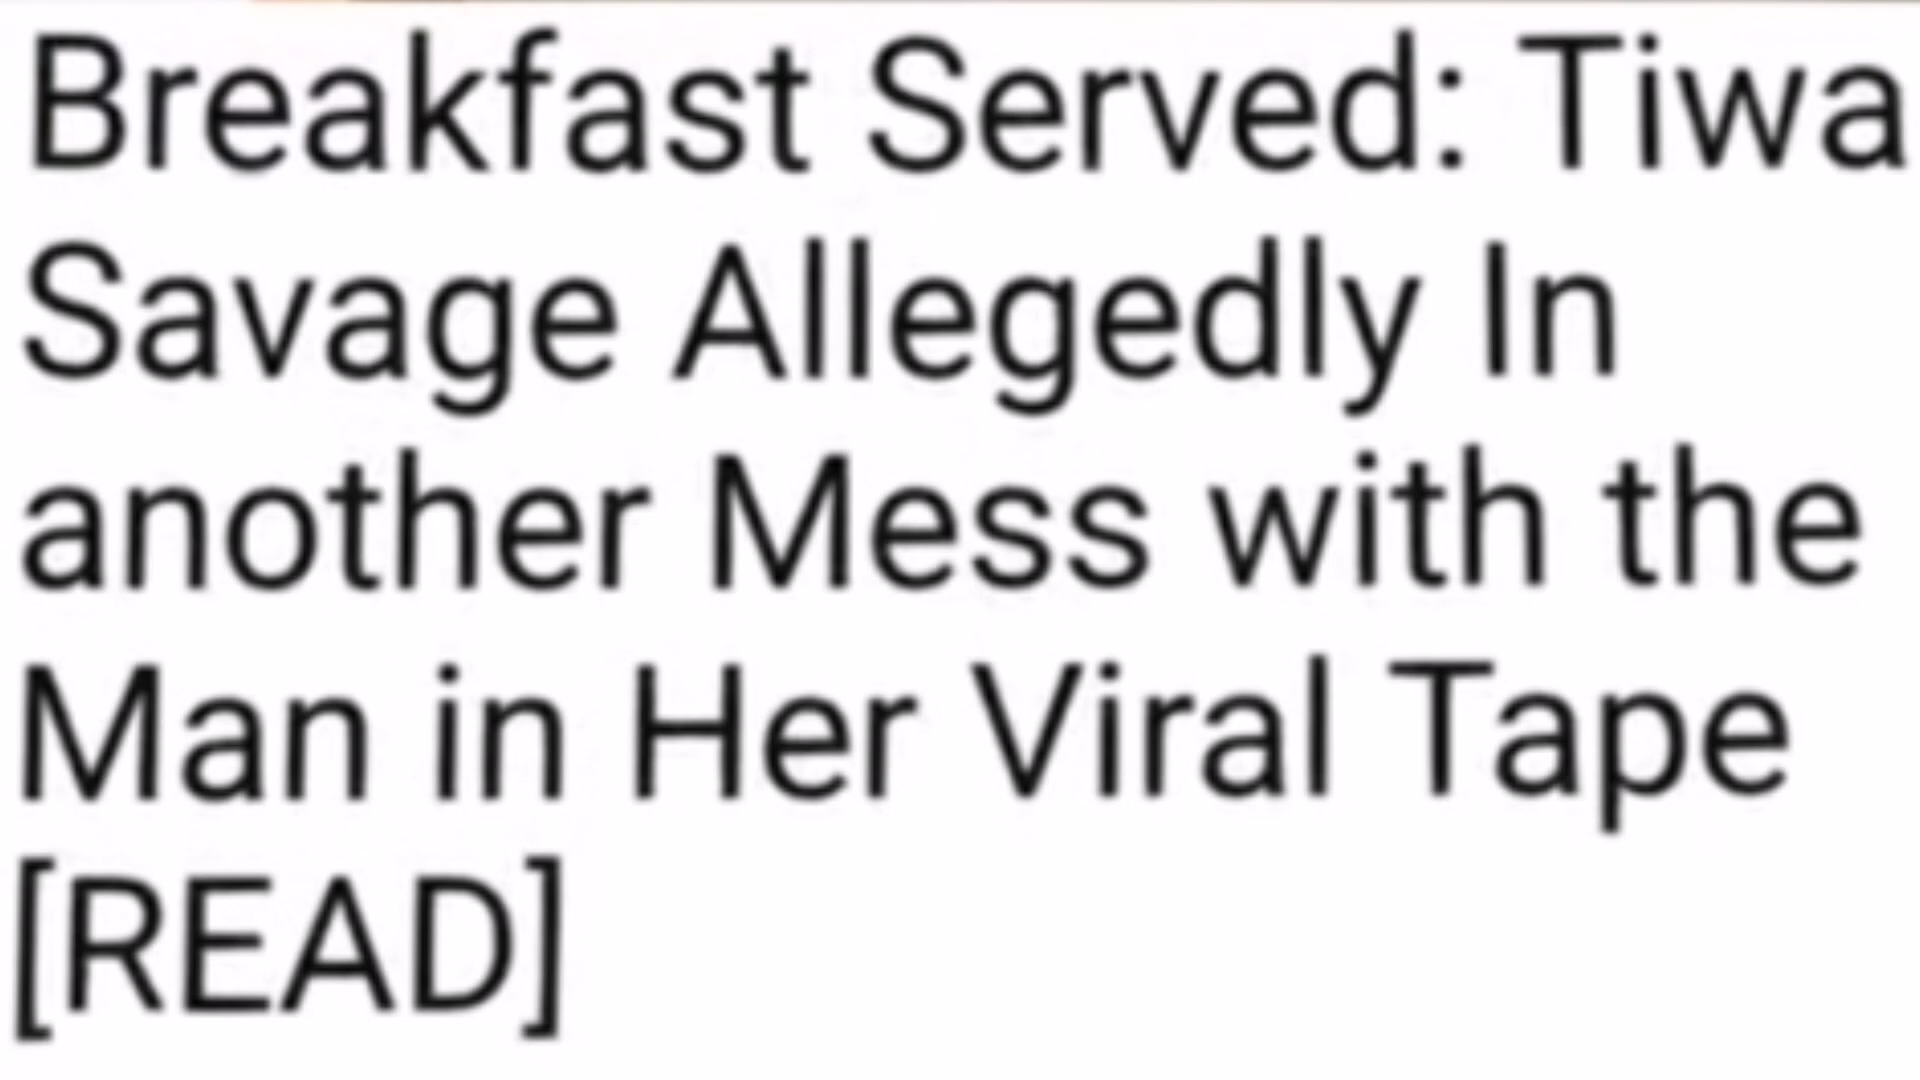 Breakfast Served: Tiwa
Savage Allegedly In
another Mess with the
Man in Her Viral Tape
[READ]